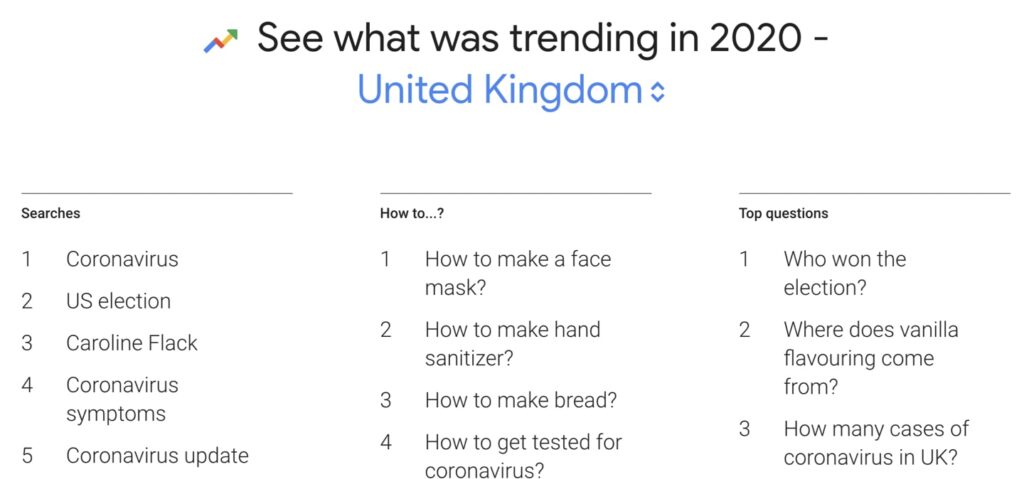 See what was trending in 2020 -
United Kingdom
Searches
1 Coronavirus
2 US election
3 Caroline Flack
4 Coronavirus
symptoms
5 Coronavirus update
How to...?
1 How to make a face
mask?
2 How to make hand
sanitizer?
3 How to make bread?
4 How to get tested for
coronavirus?
Top questions
1 Who won the
election?
2 Where does vanilla
flavouring come
from?
3 How many cases of
coronavirus in UK?